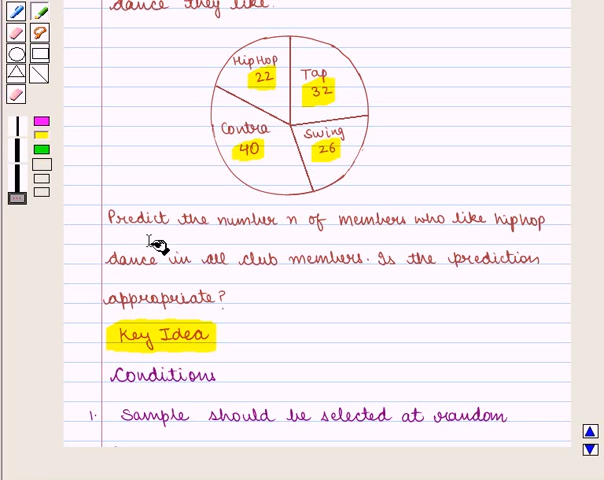 dance they like.
HipHop
22
Tap
32
Contra
40
Swing
26
Predict the number n of members who like hiphop
dance in all club members. Is the prediction
appropriate?
Key Idea
Conditions
1. Sample should be selected at random